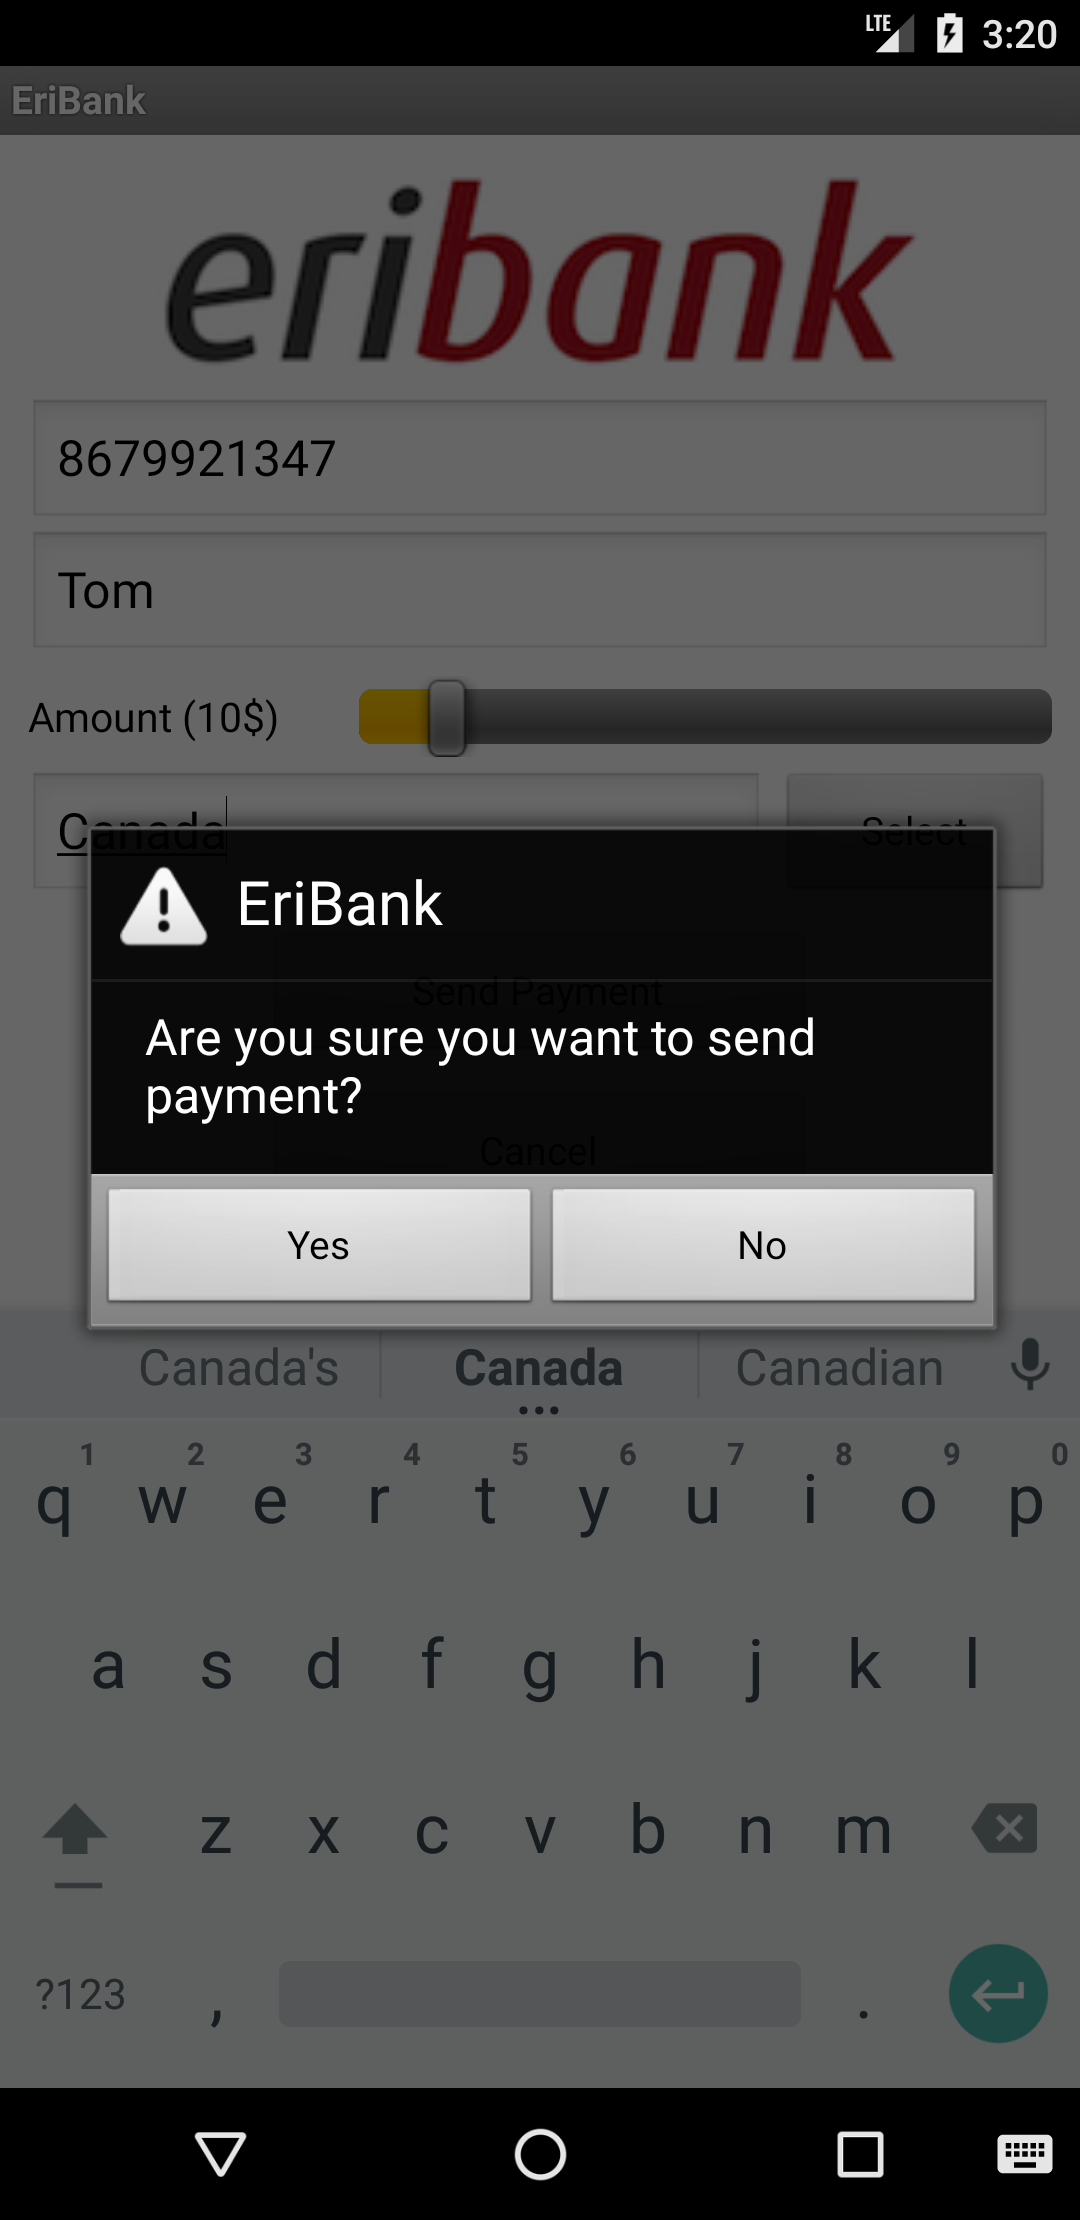 LTE 3:20
EriBank
eribank
8679921347
Tom
Amount (10$)
Canada
Select
EriBank
Send Payment
Are you sure you want to send
payment?
Cancel
Yes No
Canada's Canada Canadian
1 2 3 4 5 6 7 8 9 0
q w e r t y u i o p
a s d f g h j k l
z x c v b n m
?123 , .